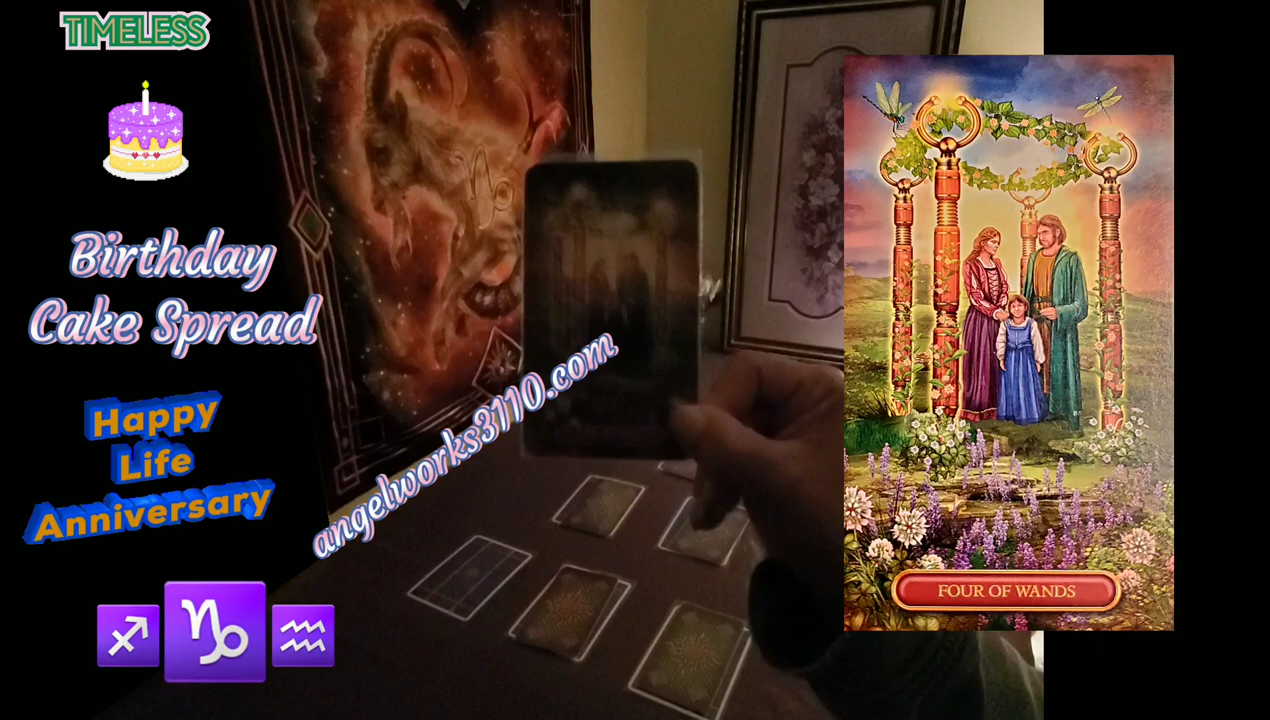 TIMELESS
Birthday
Cake Spread
Happy
Life
Anniversary
angelworks3110.com
FOUR OF WANDS